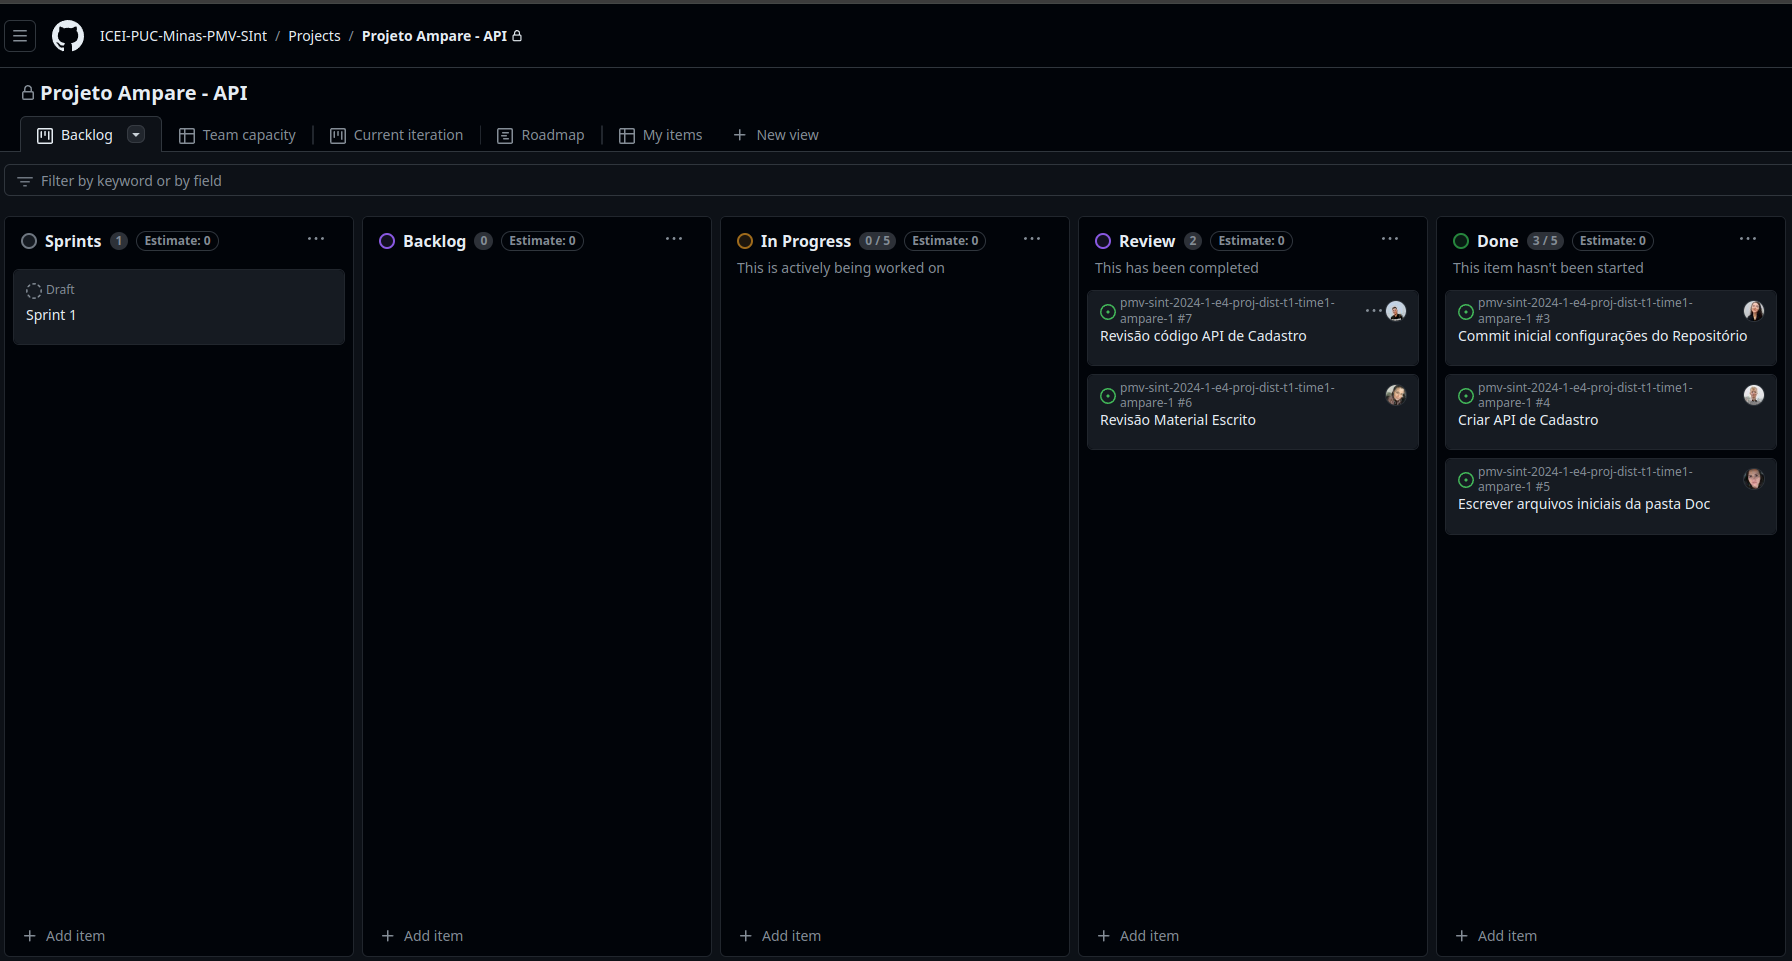 ICEI-PUC-Minas-PMV-SInt / Projects / Projeto Ampare - API
Projeto Ampare - API
Backlog Team capacity Current iteration Roadmap My items New view
Filter by keyword or by field
Sprints 1 Estimate: 0
Draft
Sprint 1
Add item
Backlog 0 Estimate: 0
Add item
In Progress 0 / 5 Estimate: 0
This is actively being worked on
Add item
Review 2 Estimate: 0
This has been completed
pmv-sint-2024-1-e4-proj-dist-t1-time1-
ampare-1 #7
Revisão código API de Cadastro
pmv-sint-2024-1-e4-proj-dist-t1-time1-
ampare-1 #6
Revisão Material Escrito
Add item
Done 3 / 5 Estimate: 0
This item hasn't been started
pmv-sint-2024-1-e4-proj-dist-t1-time1-
ampare-1 #3
Commit inicial configurações do Repositório
pmv-sint-2024-1-e4-proj-dist-t1-time1-
ampare-1 #4
Criar API de Cadastro
pmv-sint-2024-1-e4-proj-dist-t1-time1-
ampare-1 #5
Escrever arquivos iniciais da pasta Doc
Add item